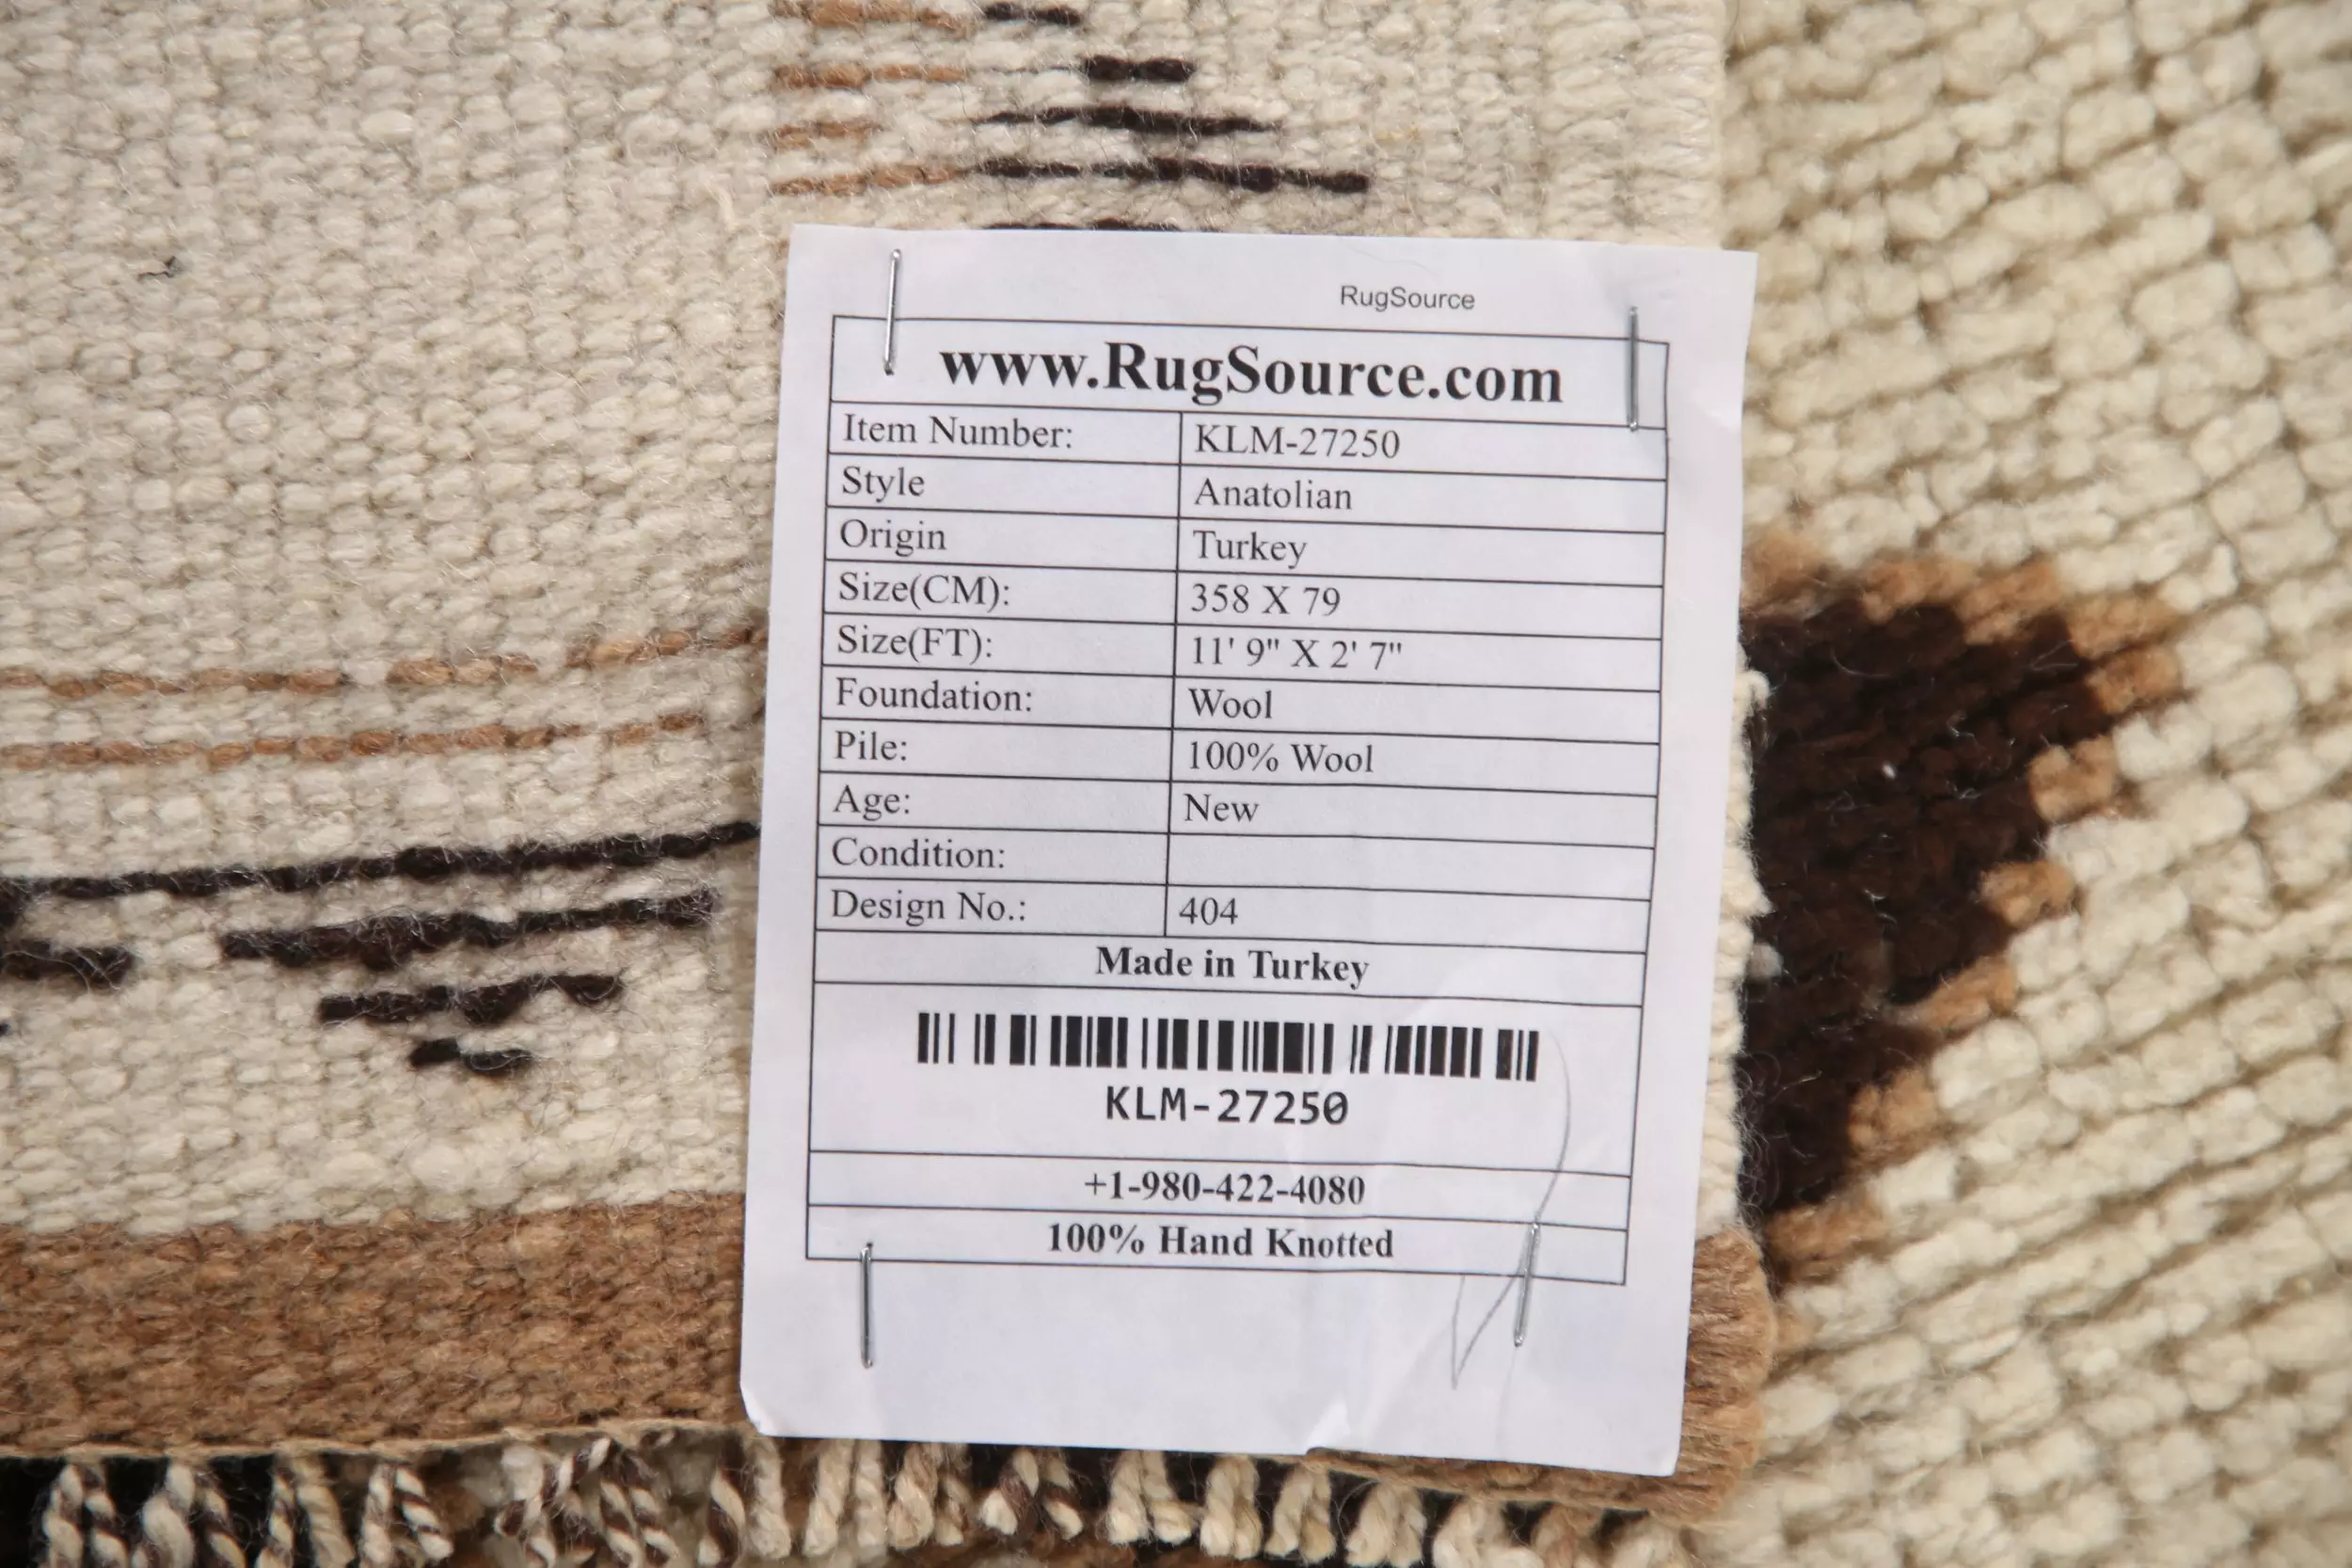 RugSource
www.RugSource.com
Item Number: KLM-27250
Style Anatolian
Origin Turkey
Size(CM): 358 X 79
Size(FT): 11' 9" X 2' 7"
Foundation: Wool
Pile: 100% Wool
Age: New
Condition:
Design No.: 404
Made in Turkey
KLM-27250
+1-980-422-4080
100% Hand Knotted